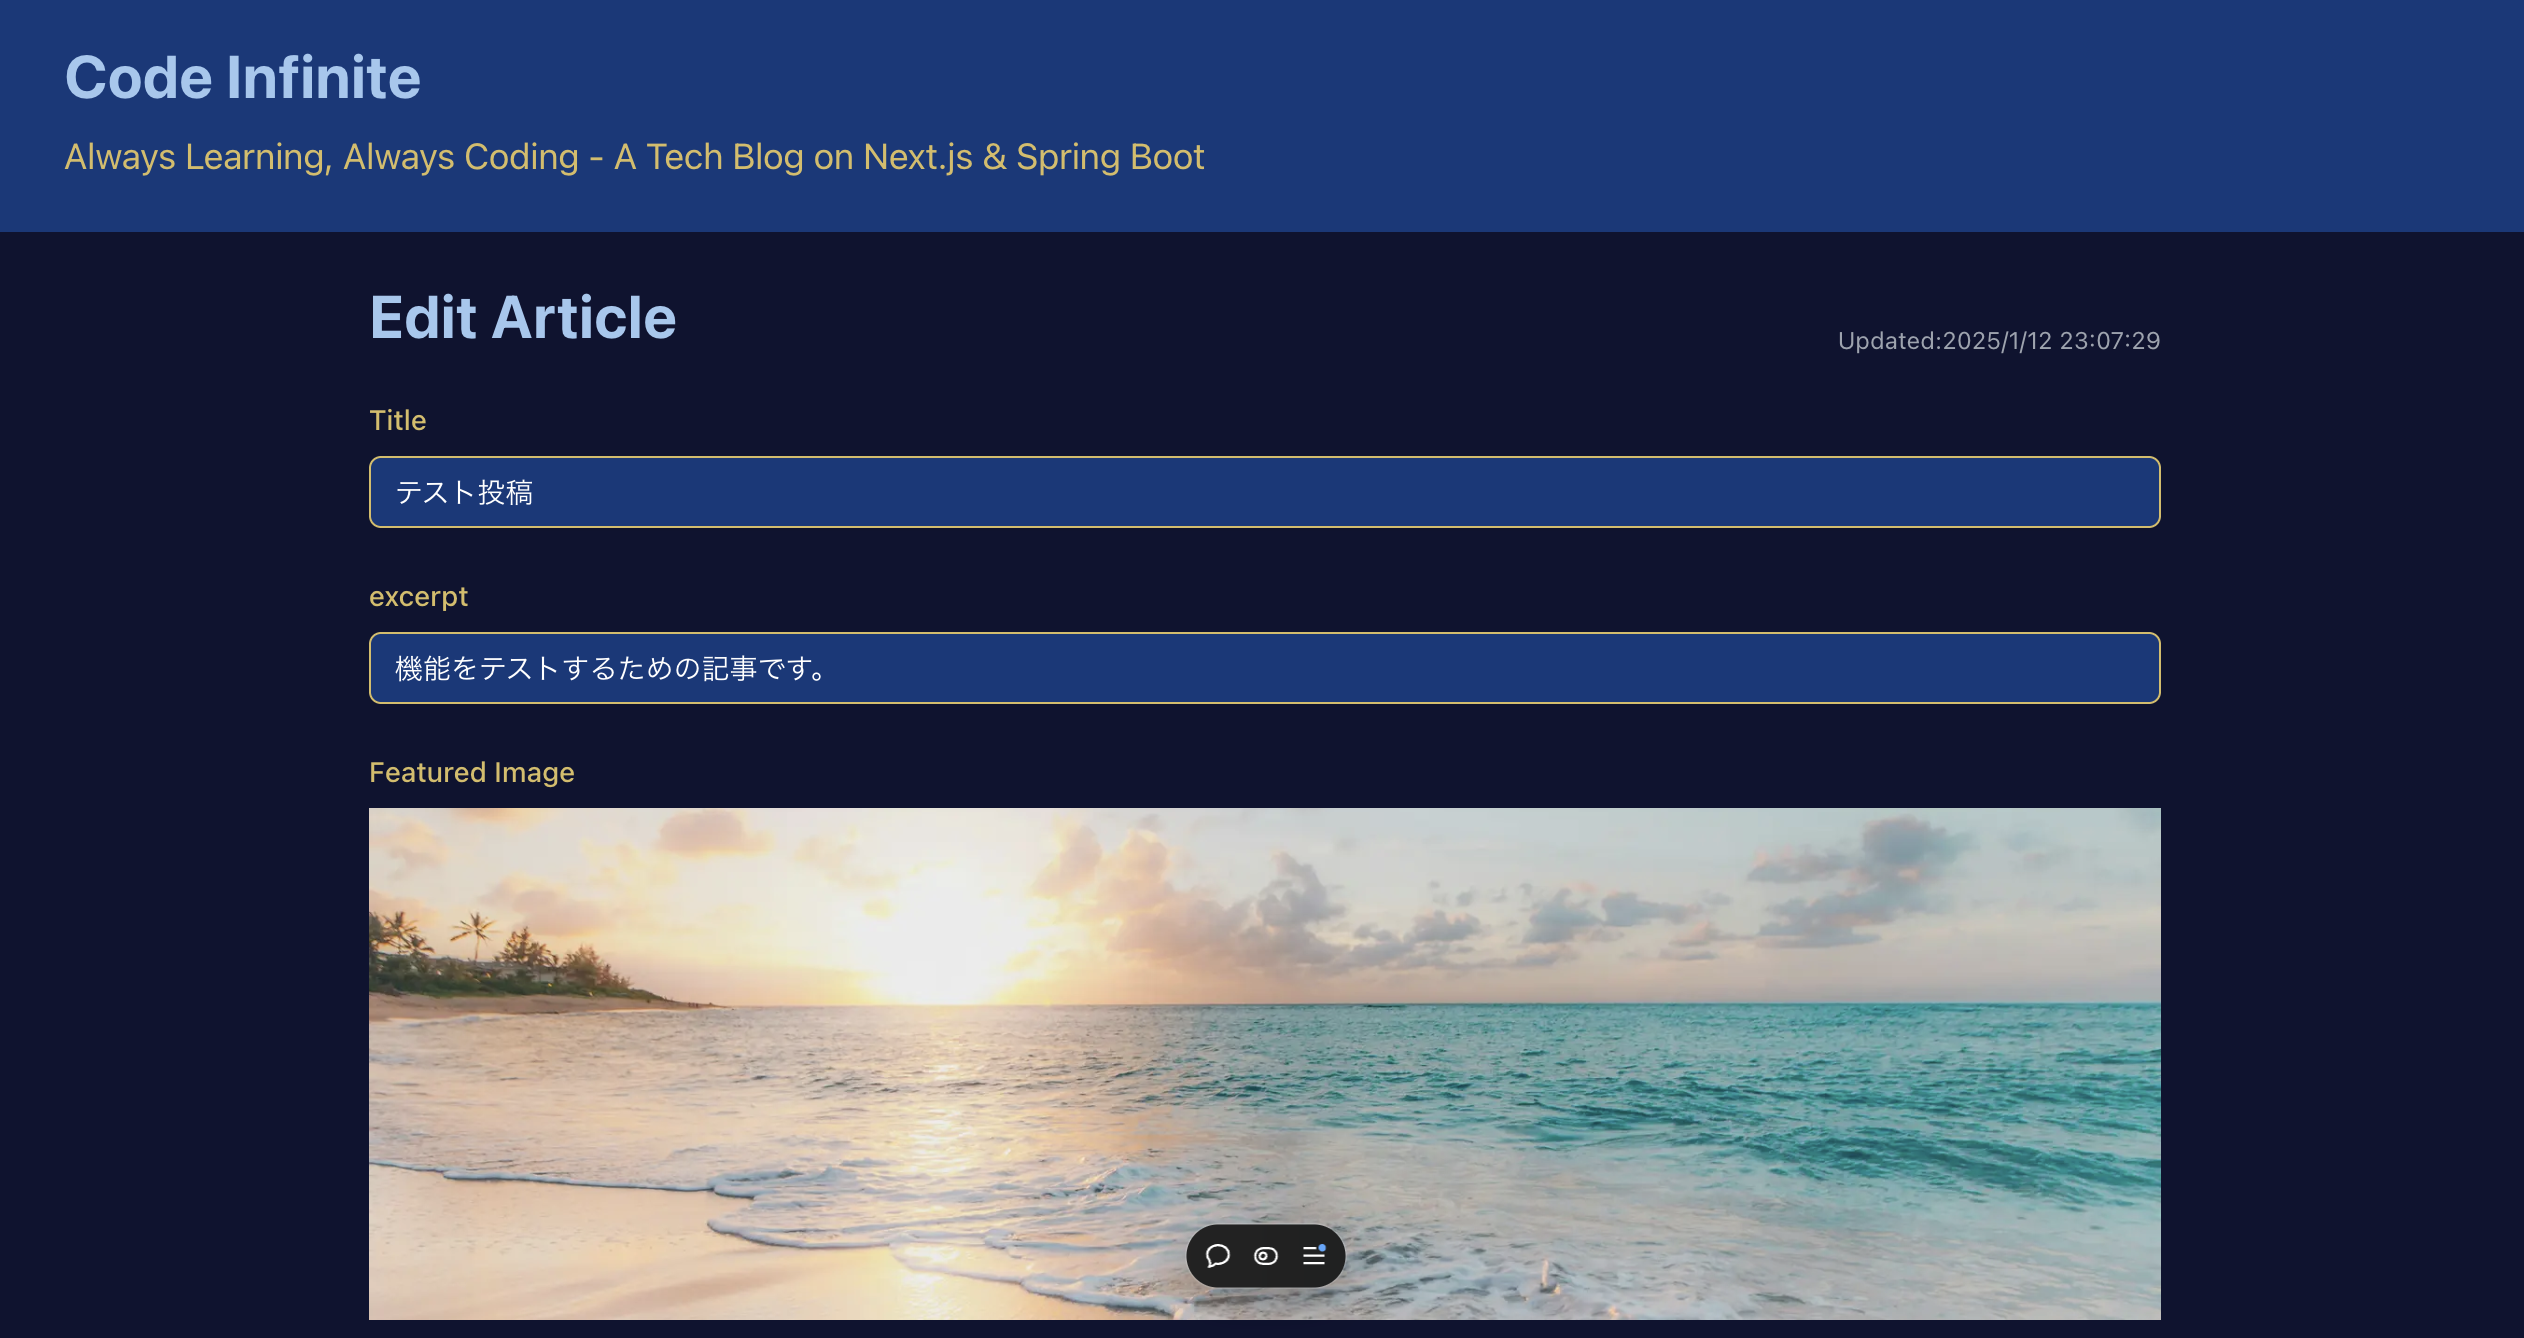 Code Infinite
Always Learning, Always Coding - A Tech Blog on Next.js & Spring Boot
Edit Article
Updated:2025/1/12 23:07:29
Title
テスト投稿
excerpt
機能をテストするための記事です。
Featured Image